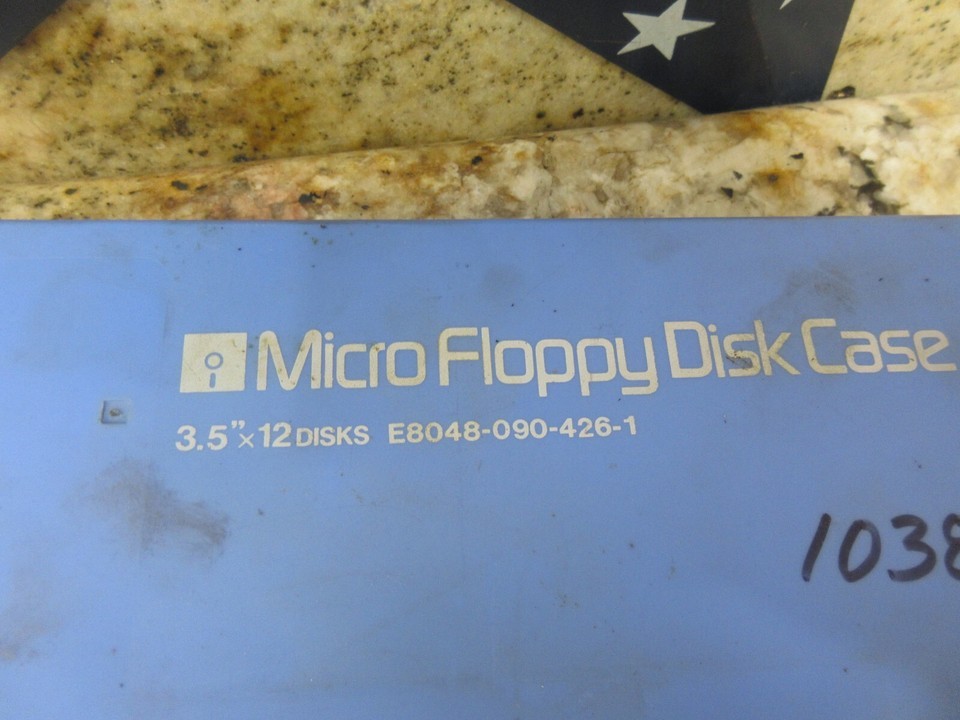 Micro Floppy Disk Case
3.5"×12 DISKS E8048-090-426-1
1038